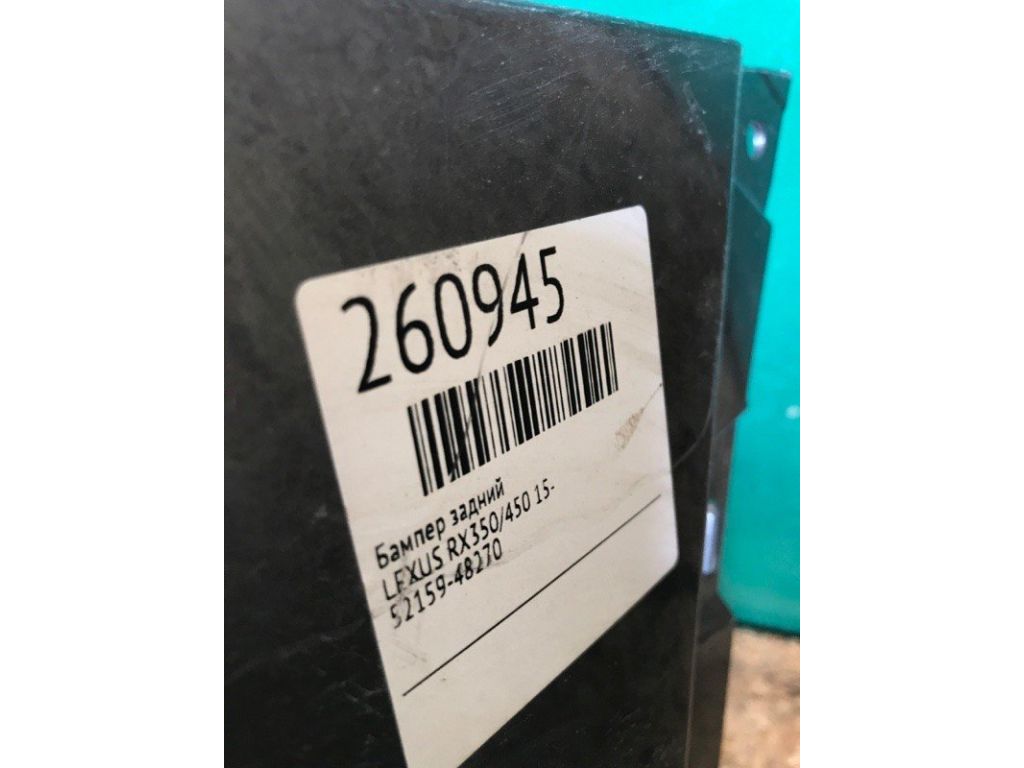 260945
Бампер задний
LEXUS RX350/450 15-
52159-48270